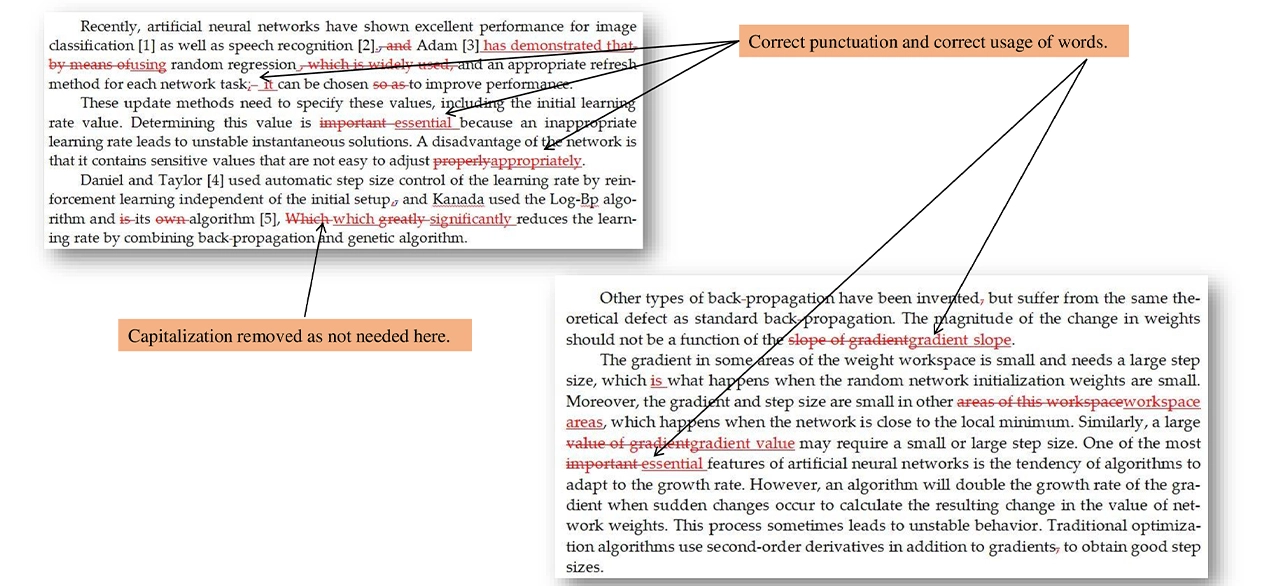 Recently, artificial neural networks have shown excellent performance for image
classification [1] as well as speech recognition [2]., and Adam [3] has demonstrated that,
by means ofusing random regression , which is widely used, and an appropriate refresh
method for each network task;- it can be chosen so as to improve performance.
These update methods need to specify these values, including the initial learning
rate value. Determining this value is important essential because an inappropriate
learning rate leads to unstable instantaneous solutions. A disadvantage of the network is
that it contains sensitive values that are not easy to adjust properlyappropriately.
Daniel and Taylor [4] used automatic step size control of the learning rate by rein-
forcement learning independent of the initial setup,, and Kanada used the Log-Bp algo-
rithm and is its own algorithm [5], Which which greatly significantly reduces the learn-
ing rate by combining back-propagation and genetic algorithm.
Correct punctuation and correct usage of words.
Capitalization removed as not needed here.
Other types of back-propagation have been invented, but suffer from the same the-
oretical defect as standard back-propagation. The magnitude of the change in weights
should not be a function of the slope of gradientgradient slope.
The gradient in some areas of the weight workspace is small and needs a large step
size, which is what happens when the random network initialization weights are small.
Moreover, the gradient and step size are small in other areas of this workspaceworkspace
areas, which happens when the network is close to the local minimum. Similarly, a large
value of gradientgradient value may require a small or large step size. One of the most
important essential features of artificial neural networks is the tendency of algorithms to
adapt to the growth rate. However, an algorithm will double the growth rate of the gra-
dient when sudden changes occur to calculate the resulting change in the value of net-
work weights. This process sometimes leads to unstable behavior. Traditional optimiza-
tion algorithms use second-order derivatives in addition to gradients, to obtain good step
sizes.